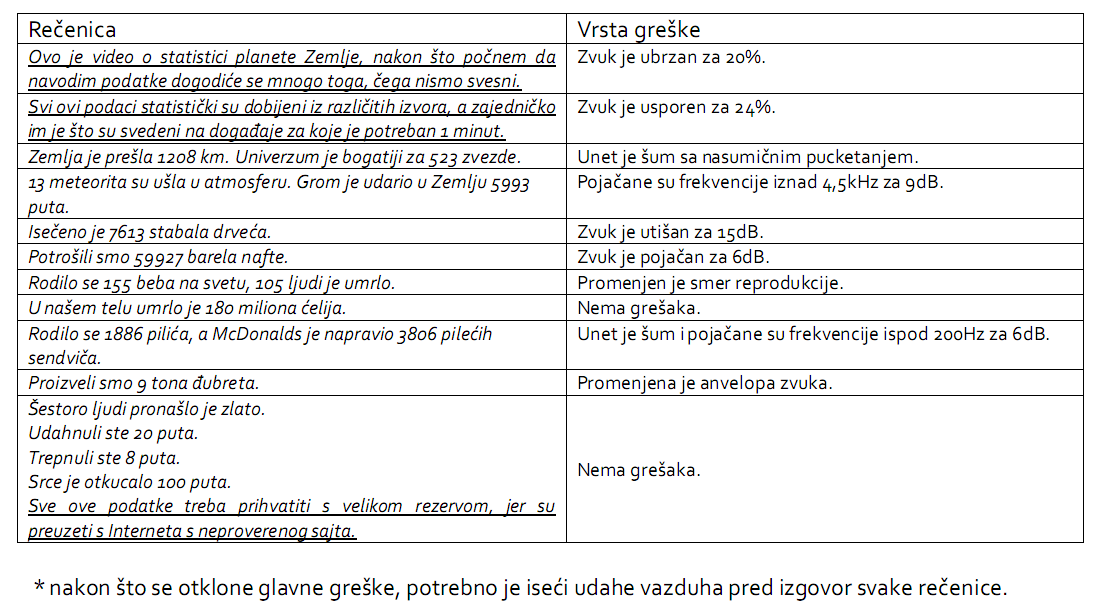 Rečenica
Vrsta greške
Ovo je video o statistici planete Zemlje, nakon što počnem da
navodim podatke dogodiće se mnogo toga, čega nismo svesni.
Zvuk je ubrzan za 20%.
Svi ovi podaci statistički su dobijeni iz različitih izvora, a zajedničko
im je što su svedeni na događaje za koje je potreban 1 minut.
Zvuk je usporen za 24%.
Zemlja je prešla 1208 km. Univerzum je bogatiji za 523 zvezde.
Unet je šum sa nasumičnim pucketanjem.
13 meteorita su ušla u atmosferu. Grom je udario u Zemlju 5993
puta.
Pojačane su frekvencije iznad 4,5kHz za 9dB.
Isečeno je 7613 stabala drveća.
Zvuk je utišan za 15dB.
Potrošili smo 59927 barela nafte.
Zvuk je pojačan za 6dB.
Rodilo se 155 beba na svetu, 105 ljudi je umrlo.
Promenjen je smer reprodukcije.
U našem telu umrlo je 180 miliona ćelija.
Nema grešaka.
Rodilo se 1886 pilića, a McDonalds je napravio 3806 pilećih
sendviča.
Unet je šum i pojačane su frekvencije ispod 200Hz za 6dB.
Proizveli smo 9 tona đubreta.
Promenjena je anvelopa zvuka.
Šestoro ljudi pronašlo je zlato.
Udahnuli ste 20 puta.
Trepnuli ste 8 puta.
Srce je otkucalo 100 puta.
Sve ove podatke treba prihvatiti s velikom rezervom, jer su
preuzeti s Interneta s neproverenog sajta.
Nema grešaka.
* nakon što se otklone glavne greške, potrebno je iseći udahe vazduha pred izgovor svake rečenice.